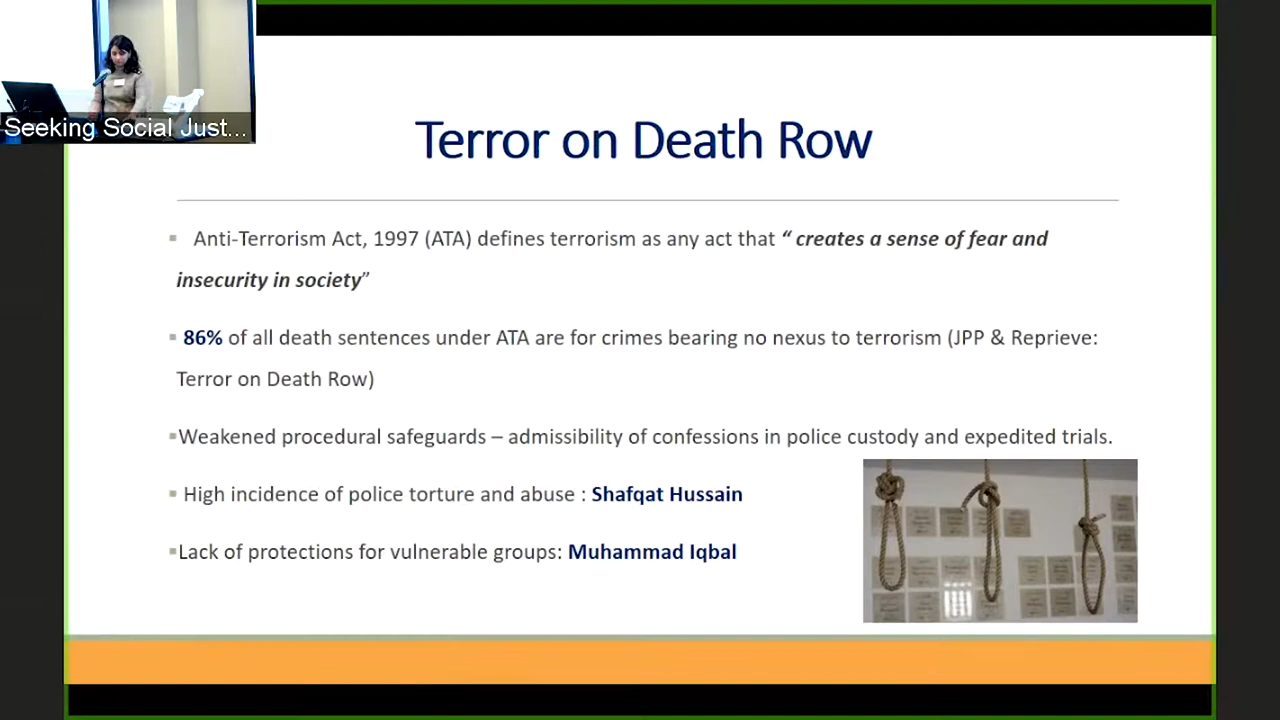 Seeking Social Just...
Terror on Death Row
▪ Anti-Terrorism Act, 1997 (ATA) defines terrorism as any act that “ creates a sense of fear and
insecurity in society”
▪ 86% of all death sentences under ATA are for crimes bearing no nexus to terrorism (JPP & Reprieve:
Terror on Death Row)
▪Weakened procedural safeguards – admissibility of confessions in police custody and expedited trials.
▪ High incidence of police torture and abuse : Shafqat Hussain
▪Lack of protections for vulnerable groups: Muhammad Iqbal